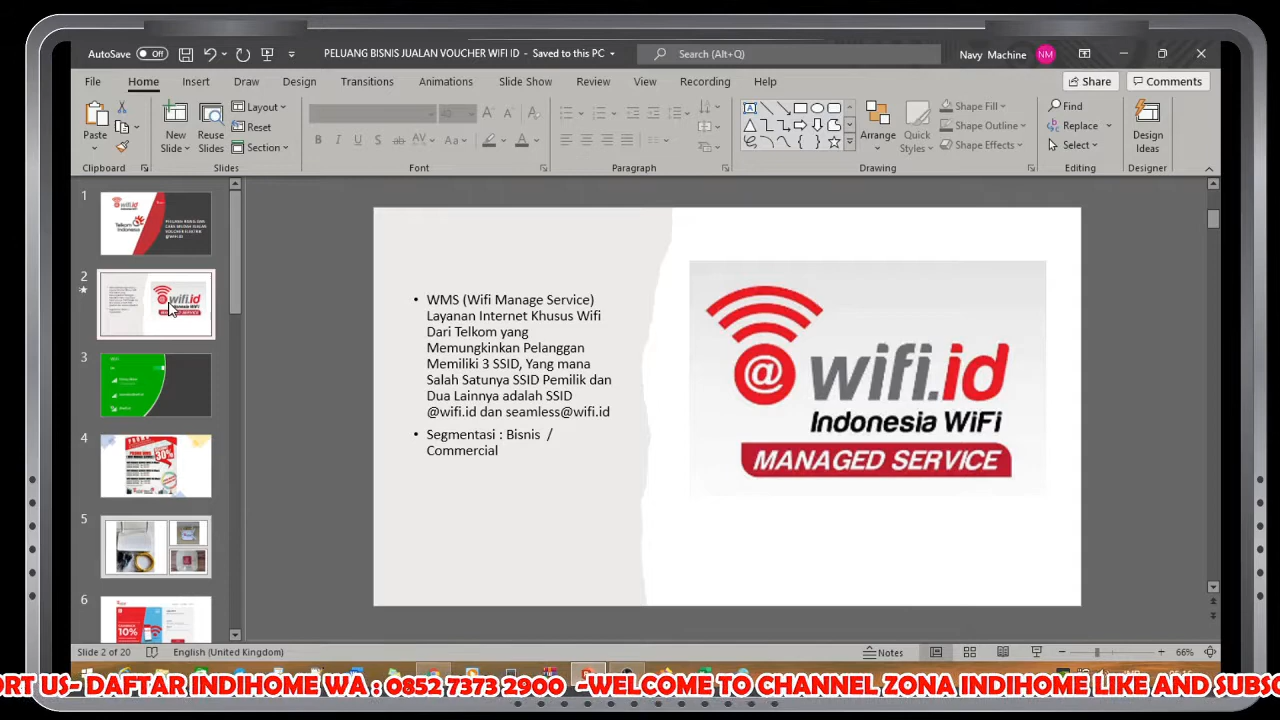 AutoSave Off
PELUANG BISNIS JUALAN VOUCHER WIFI ID - Saved to this PC
Search (Alt+Q)
Navy Machine NM
File Home Insert Draw Design Transitions Animations Slide Show Review View Recording Help
Share Comments
Paste
New Slide
Reuse Slides
Layout
Reset
Section
Arrange
Quick Styles
Shape Fill
Shape Outline
Shape Effects
Find
Replace
Select
Design Ideas
Clipboard Slides Font Paragraph Drawing Editing Designer
1
2
3
4
5
6
• WMS (Wifi Manage Service)
Layanan Internet Khusus Wifi
Dari Telkom yang
Memungkinkan Pelanggan
Memiliki 3 SSID, Yang mana
Salah Satunya SSID Pemilik dan
Dua Lainnya adalah SSID
@wifi.id dan seamless@wifi.id
• Segmentasi : Bisnis /
Commercial
@wifi.id
Indonesia WiFi
MANAGED SERVICE
Slide 2 of 20 English (United Kingdom) Notes 66%
ORT US- DAFTAR INDIHOME WA : 0852 7373 2900 -WELCOME TO CHANNEL ZONA INDIHOME LIKE AND SUBSC